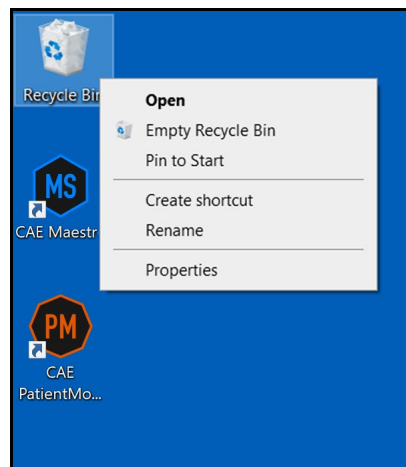 Recycle Bin
Open
Empty Recycle Bin
Pin to Start
Create shortcut
Rename
Properties
MS
CAE Maestr
PM
CAE
PatientMo...